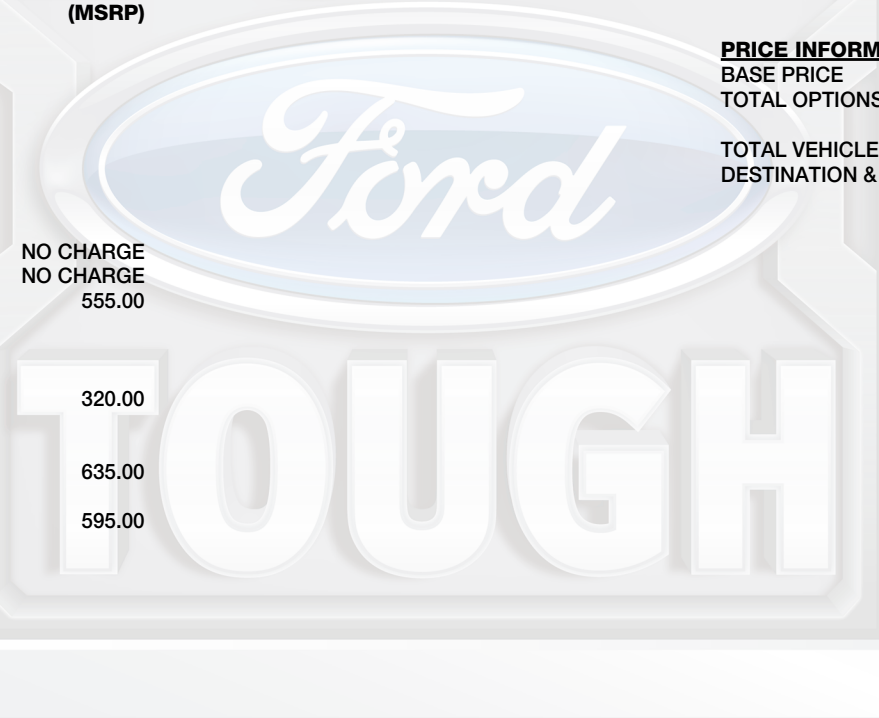 (MSRP)
PRICE INFORM
BASE PRICE
TOTAL OPTIONS
TOTAL VEHICLE
DESTINATION &
Ford
NO CHARGE
NO CHARGE
555.00
320.00
635.00
595.00
TOUGH